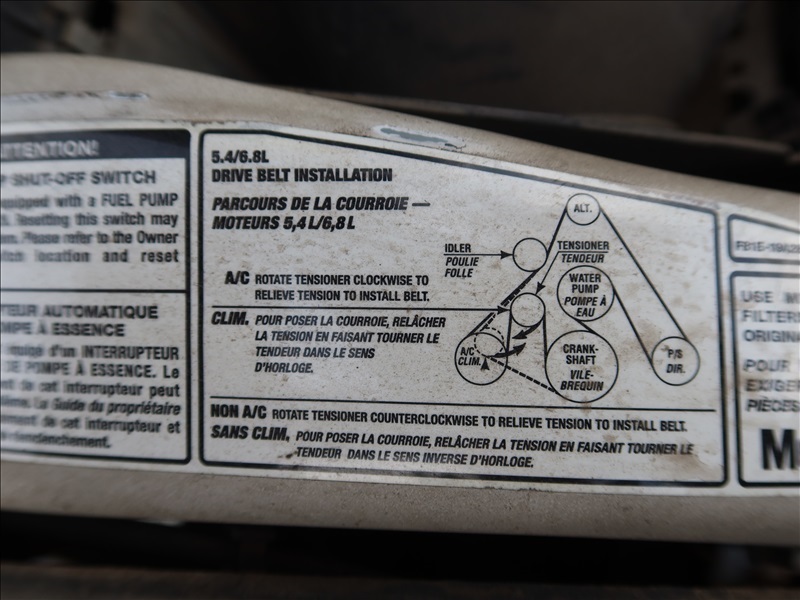 ATTENTION!
SHUT-OFF SWITCH
equipped with a FUEL PUMP
Resetting this switch may
Please refer to the Owner
location and reset
AUTOMATIQUE
À ESSENCE
d'un INTERRUPTEUR
DE POMPE À ESSENCE. Le
de cet interrupteur peut
La Guide du propriétaire
de cet interrupteur et
5.4/6.8L
DRIVE BELT INSTALLATION
PARCOURS DE LA COURROIE —
MOTEURS 5,4 L/6,8 L
A/C ROTATE TENSIONER CLOCKWISE TO
RELIEVE TENSION TO INSTALL BELT.
CLIM. POUR POSER LA COURROIE, RELÂCHER
LA TENSION EN FAISANT TOURNER LE
TENDEUR DANS LE SENS
D'HORLOGE.
ALT.
IDLER
POULIE
FOLLE
TENSIONER
TENDEUR
WATER
PUMP
POMPE À
EAU
A/C
CLIM.
CRANK-
SHAFT
VILE-
BREQUIN
P/S
DIR.
NON A/C ROTATE TENSIONER COUNTERCLOCKWISE TO RELIEVE TENSION TO INSTALL BELT.
SANS CLIM. POUR POSER LA COURROIE, RELÂCHER LA TENSION EN FAISANT TOURNER LE
TENDEUR DANS LE SENS INVERSE D'HORLOGE.
USE
FILTERS
POUR
PIÈCES